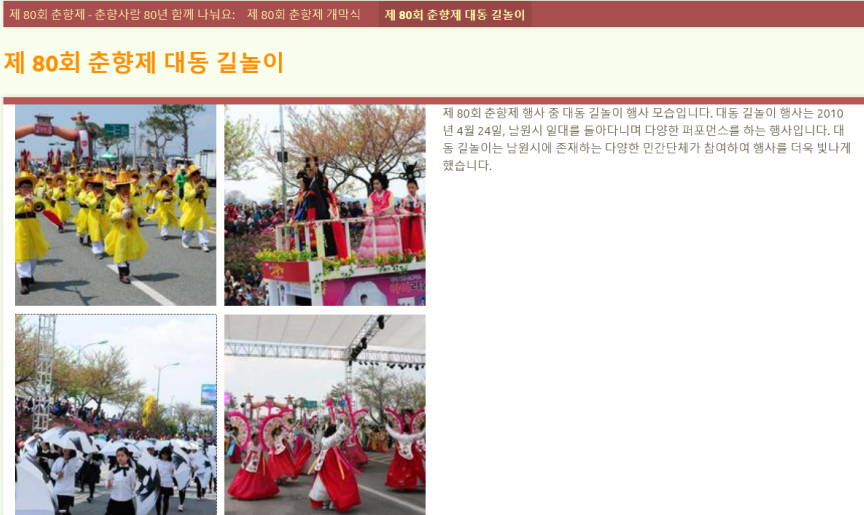 제 80회 춘향제 - 춘향사랑 80년 함께 나눠요: 제 80회 춘향제 개막식 제 80회 춘향제 대동 길놀이
제 80회 춘향제 대동 길놀이
제 80회 춘향제 행사 중 대동 길놀이 행사 모습입니다. 대동 길놀이 행사는 2010
년 4월 24일, 남원시 일대를 돌아다니며 다양한 퍼포먼스를 하는 행사입니다. 대
동 길놀이는 남원시에 존재하는 다양한 민간단체가 참여하여 행사를 더욱 빛나게
했습니다.